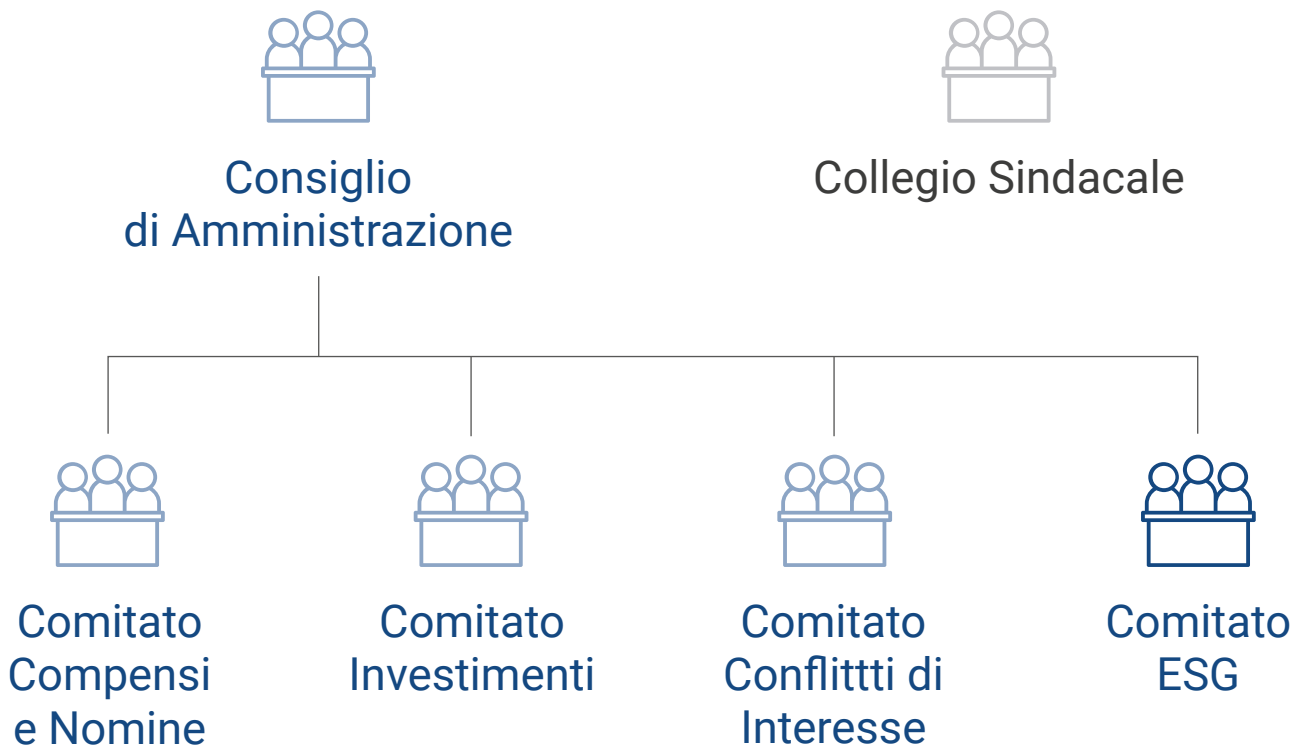 Consiglio
di Amministrazione
Collegio Sindacale
Comitato
Compensi
e Nomine
Comitato
Investimenti
Comitato
Conflittti di
Interesse
Comitato
ESG